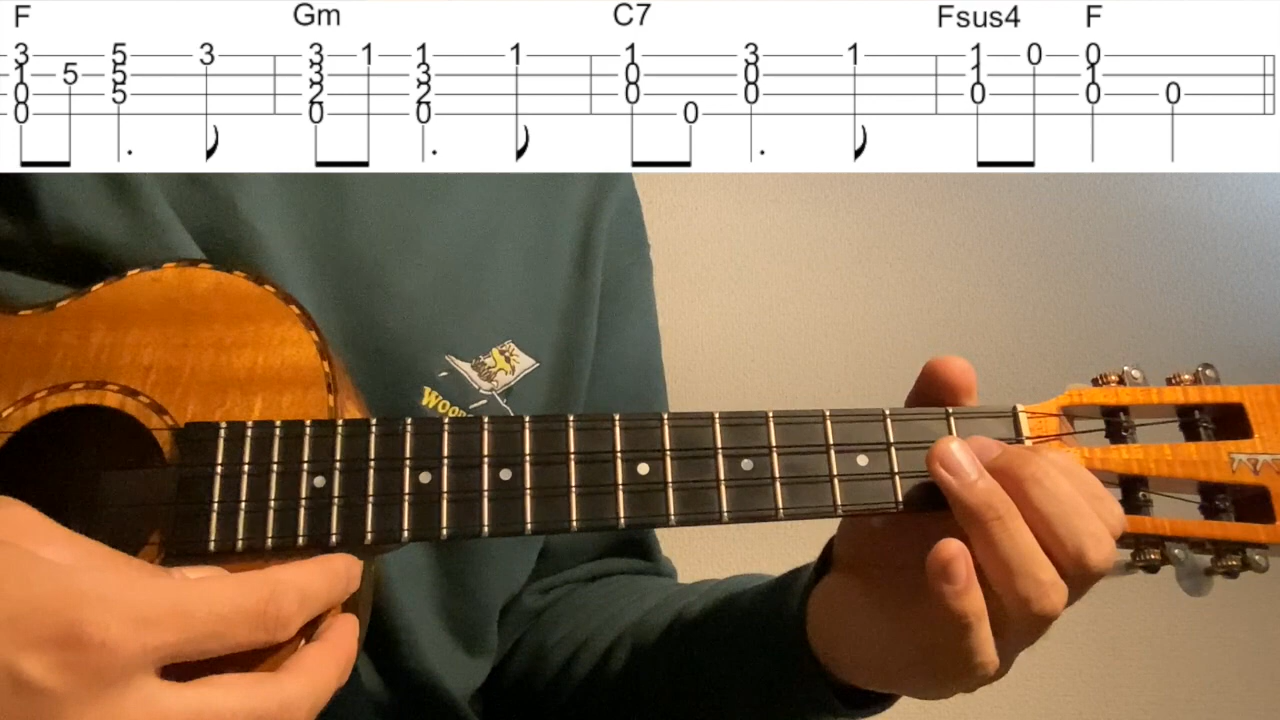 F Gm C7 Fsus4 F
3 5 3 3 1 1 1 1 3 1 1 0 0
1 5 5 3 3 0 0 1 1
0 5 2 2 0 0 0 0 0
0 0 0 0